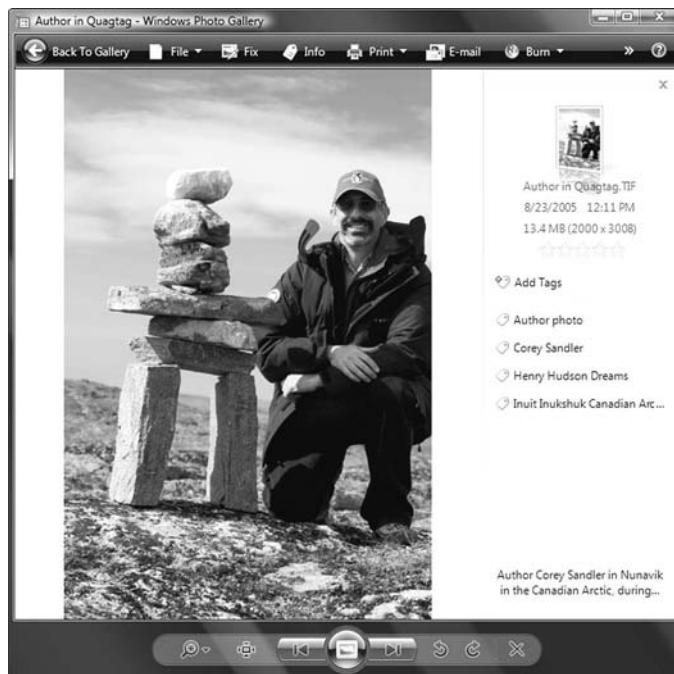 Author in Quagtag - Windows Photo Gallery
Back To Gallery File Fix Info Print E-mail Burn »
Author in Quagtag.TIF
8/23/2005 12:11 PM
13.4 MB (2000 x 3008)
Add Tags
Author photo
Corey Sandler
Henry Hudson Dreams
Inuit Inukshuk Canadian Arc...
Author Corey Sandler in Nunavik
in the Canadian Arctic, during...